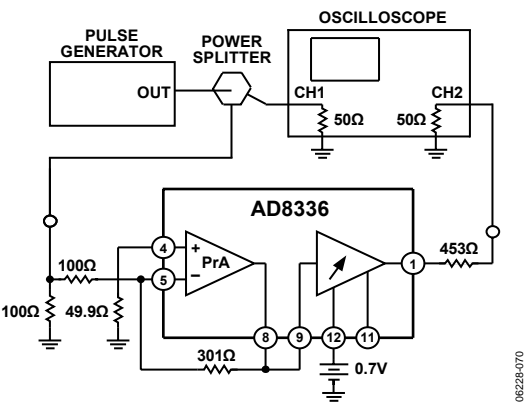 OSCILLOSCOPE
PULSE
GENERATOR
POWER
SPLITTER
OUT
CH1
CH2
50Ω
50Ω
AD8336
4
+
PrA
5
−
1
453Ω
100Ω
100Ω
49.9Ω
8
9
12
11
301Ω
0.7V
06228-070